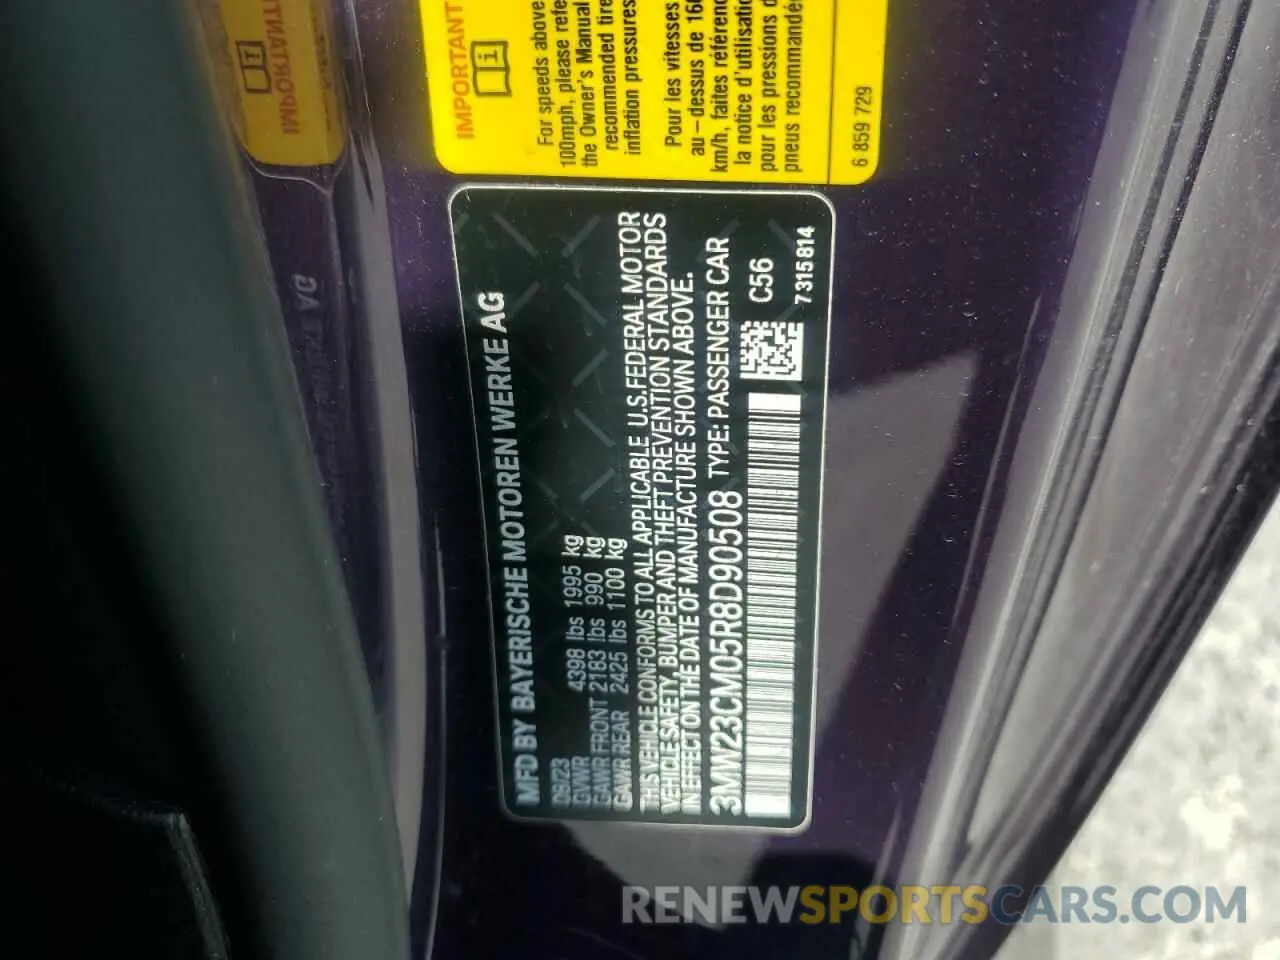 IMPORTANT
For speeds above
100mph, please refe
the Owner's Manual
recommended tire
inflation pressures
Pour les vitesses
au-dessus de 160
km/h, faites référenc
la notice d'utilisatio
pour les pressions d
pneus recommandé
6 859 729
MFD BY BAYERISCHE MOTOREN WERKE AG
09/23
GVWR 4398 lbs 1995 kg
GAWR FRONT 2183 lbs 990 kg
GAWR REAR 2425 lbs 1100 kg
THIS VEHICLE CONFORMS TO ALL APPLICABLE U.S. FEDERAL MOTOR
VEHICLE SAFETY, BUMPER AND THEFT PREVENTION STANDARDS
IN EFFECT ON THE DATE OF MANUFACTURE SHOWN ABOVE.
3MW23CM05R8D90508 TYPE: PASSENGER CAR
C56
7 315 814
RENEWSPORTSCARS.COM